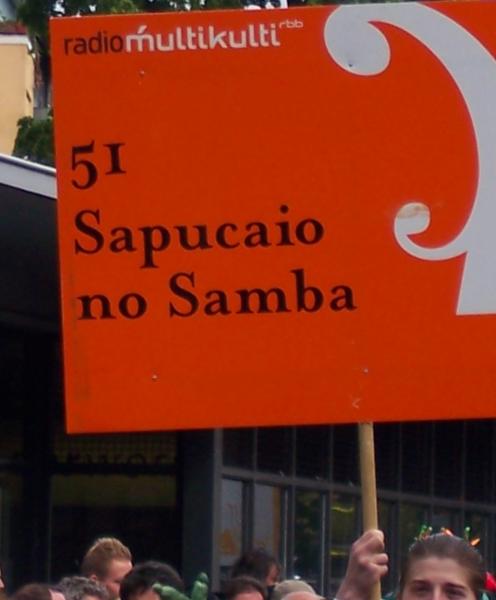 radiomultikulti rbb
51
Sapucaio
no Samba